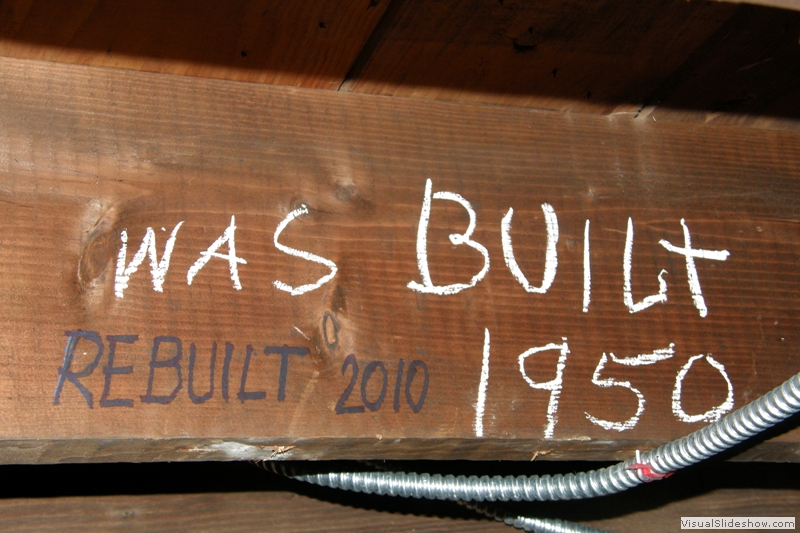 WAS BUILT
1950
REBUILT 2010
VisualSlideshow.com